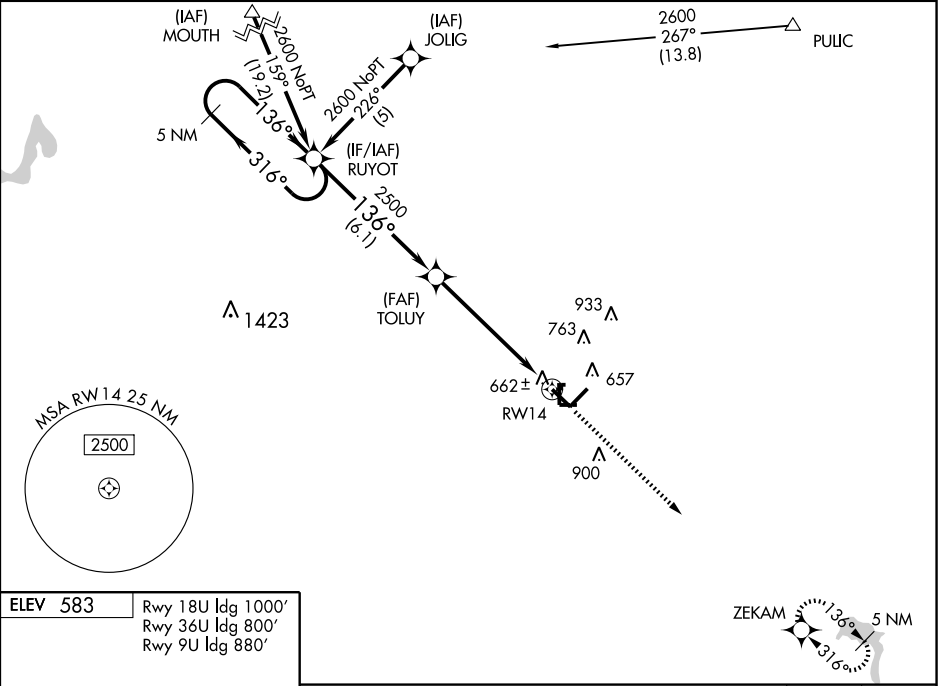 (IAF)
MOUTH
(IAF)
JOLIG
2600
267°
(13.8)
PULIC
2600 NoPT
159°
(19.2)
2600 NoPT
226°
(5)
5 NM
136°
316°
(IF/IAF)
RUYOT
2500
136°
(6.1)
(FAF)
TOLUY
1423
933
763
657
662±
RW14
900
MSA RW14 25 NM
2500
ELEV 583
Rwy 18U ldg 1000'
Rwy 36U ldg 800'
Rwy 9U ldg 880'
ZEKAM
136°
5 NM
316°